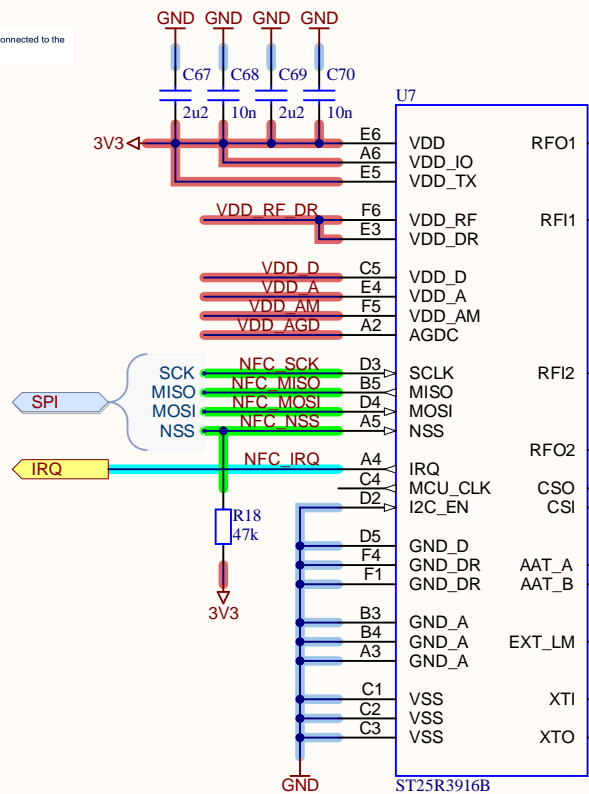 GND GND GND GND
onnected to the
C67 C68 C69 C70
2u2 10n 2u2 10n
U7
3V3 E6 VDD RFO1
A6 VDD_IO
E5 VDD_TX
VDD_RF_DR F6 VDD_RF RFI1
E3 VDD_DR
VDD_D C5 VDD_D
VDD_A E4 VDD_A
VDD_AM F5 VDD_AM
VDD_AGD A2 AGDC
SCK NFC_SCK D3 SCLK RFI2
MISO NFC_MISO B5 MISO
SPI MOSI NFC_MOSI D4 MOSI
NSS NFC_NSS A5 NSS
RFO2
IRQ NFC_IRQ A4 IRQ
C4 MCU_CLK CSO
D2 I2C_EN CSI
R18
47k
D5 GND_D
F4 GND_DR AAT_A
F1 GND_DR AAT_B
3V3
B3 GND_A
B4 GND_A EXT_LM
A3 GND_A
C1 VSS XTI
C2 VSS
C3 VSS XTO
GND
ST25R3916B